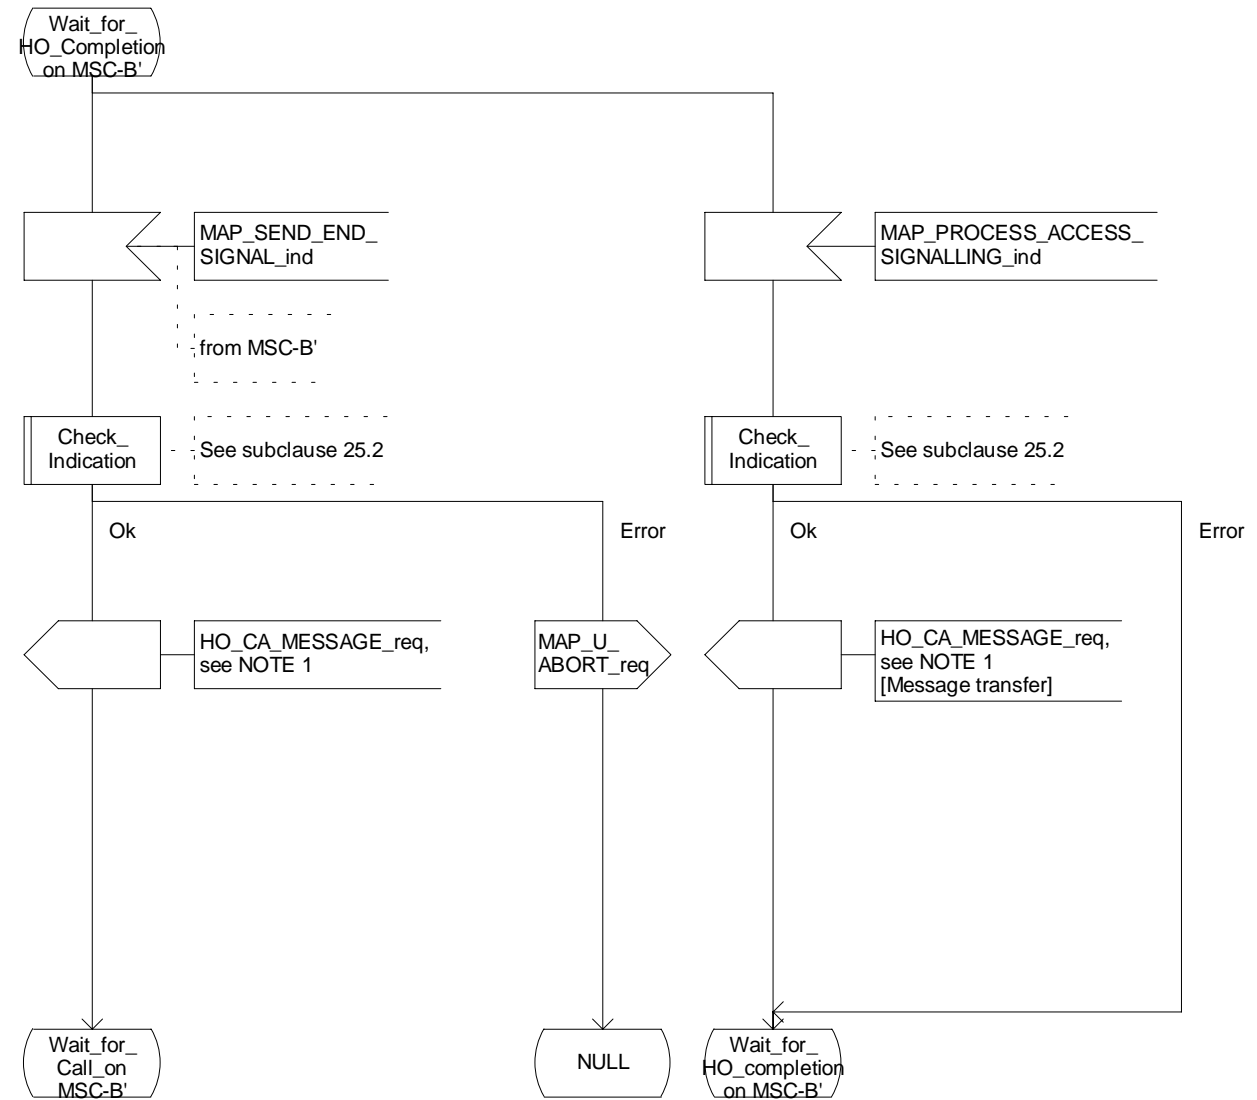 Wait_for_
HO_Completion
on MSC-B'
MAP_SEND_END_
SIGNAL_ind
MAP_PROCESS_ACCESS_
SIGNALLING_ind
from MSC-B'
Check_
Indication
See subclause 25.2
Check_
Indication
See subclause 25.2
Ok
Error
Ok
Error
HO_CA_MESSAGE_req,
see NOTE 1
MAP_U_
ABORT_req
HO_CA_MESSAGE_req,
see NOTE 1
[Message transfer]
Wait_for_
Call_on
MSC-B'
NULL
Wait_for_
HO_completion
on MSC-B'